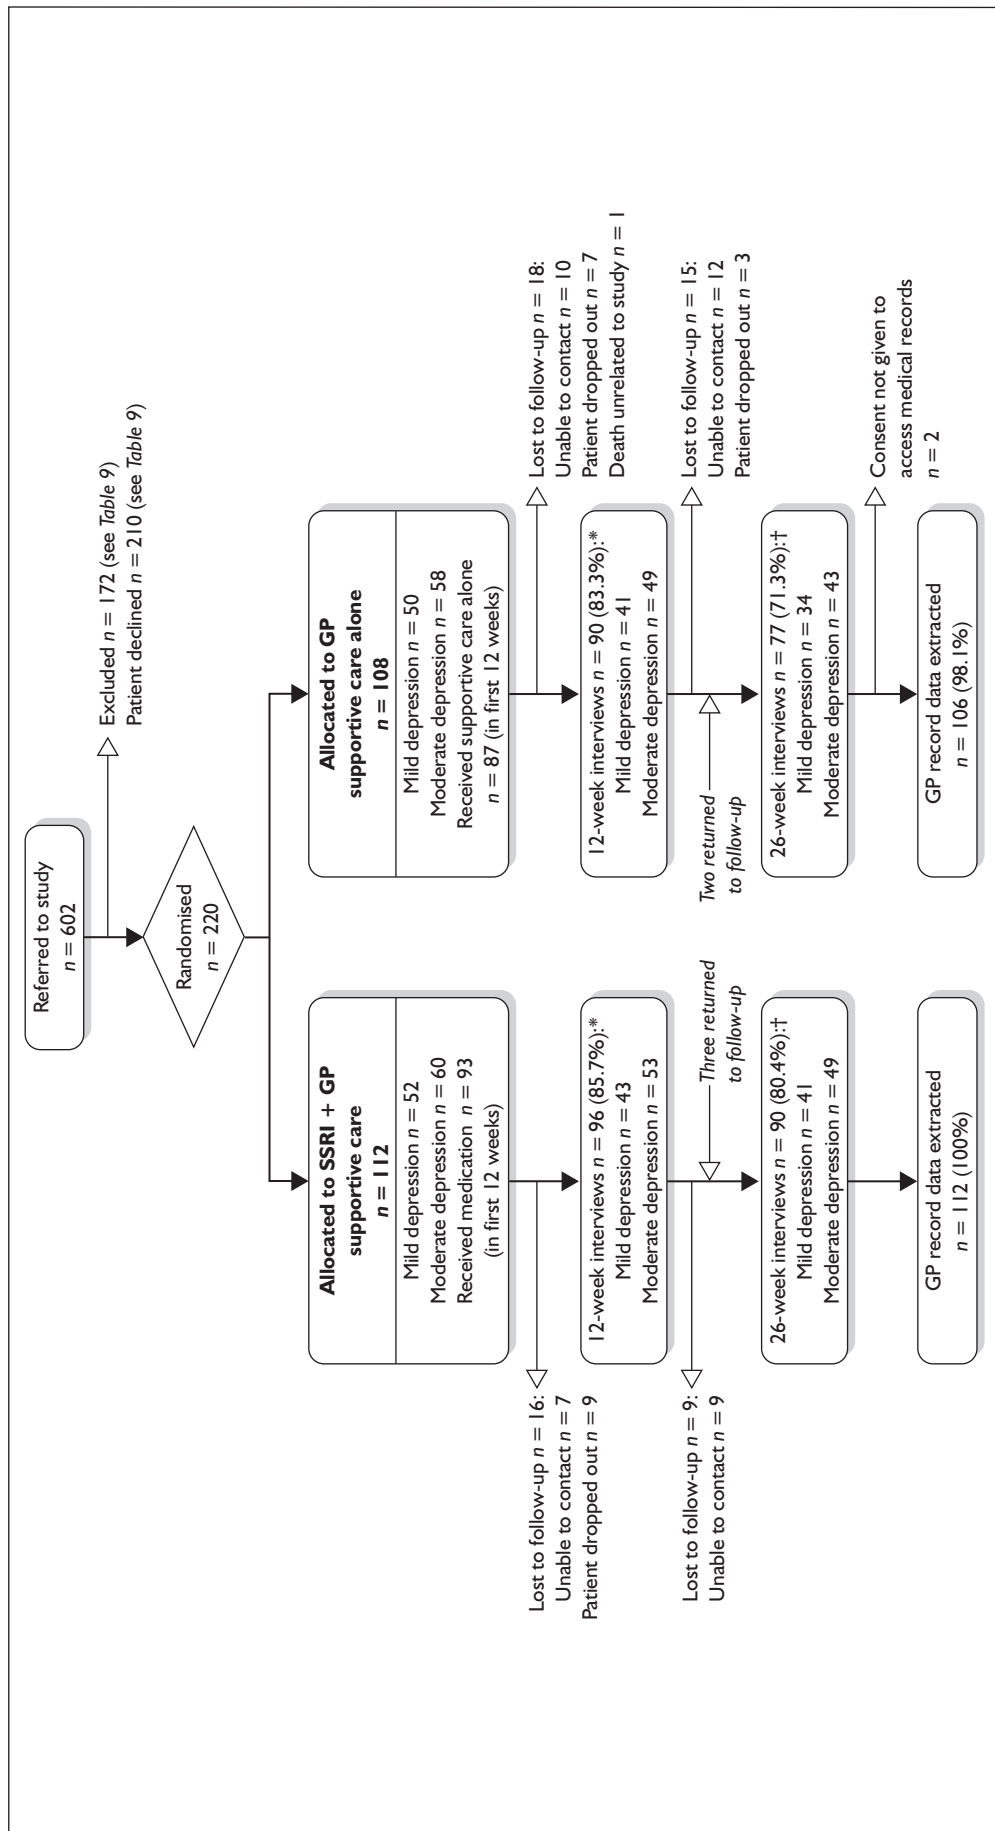 Referred to study
n = 602
Excluded n = 172 (see Table 9)
Patient declined n = 210 (see Table 9)
Randomised
n = 220
Allocated to SSRI + GP
supportive care
n = 112
Mild depression n = 52
Moderate depression n = 60
Received medication n = 93
(in first 12 weeks)
Lost to follow-up n = 16:
Unable to contact n = 7
Patient dropped out n = 9
12-week interviews n = 96 (85.7%):*
Mild depression n = 43
Moderate depression n = 53
Lost to follow-up n = 9:
Unable to contact n = 9
Three returned
to follow-up
26-week interviews n = 90 (80.4%):†
Mild depression n = 41
Moderate depression n = 49
GP record data extracted
n = 112 (100%)
Allocated to GP
supportive care alone
n = 108
Mild depression n = 50
Moderate depression n = 58
Received supportive care alone
n = 87 (in first 12 weeks)
Lost to follow-up n = 18:
Unable to contact n = 10
Patient dropped out n = 7
Death unrelated to study n = 1
12-week interviews n = 90 (83.3%):*
Mild depression n = 41
Moderate depression n = 49
Lost to follow-up n = 15:
Unable to contact n = 12
Patient dropped out n = 3
Two returned
to follow-up
26-week interviews n = 77 (71.3%):†
Mild depression n = 34
Moderate depression n = 43
Consent not given to
access medical records
n = 2
GP record data extracted
n = 106 (98.1%)